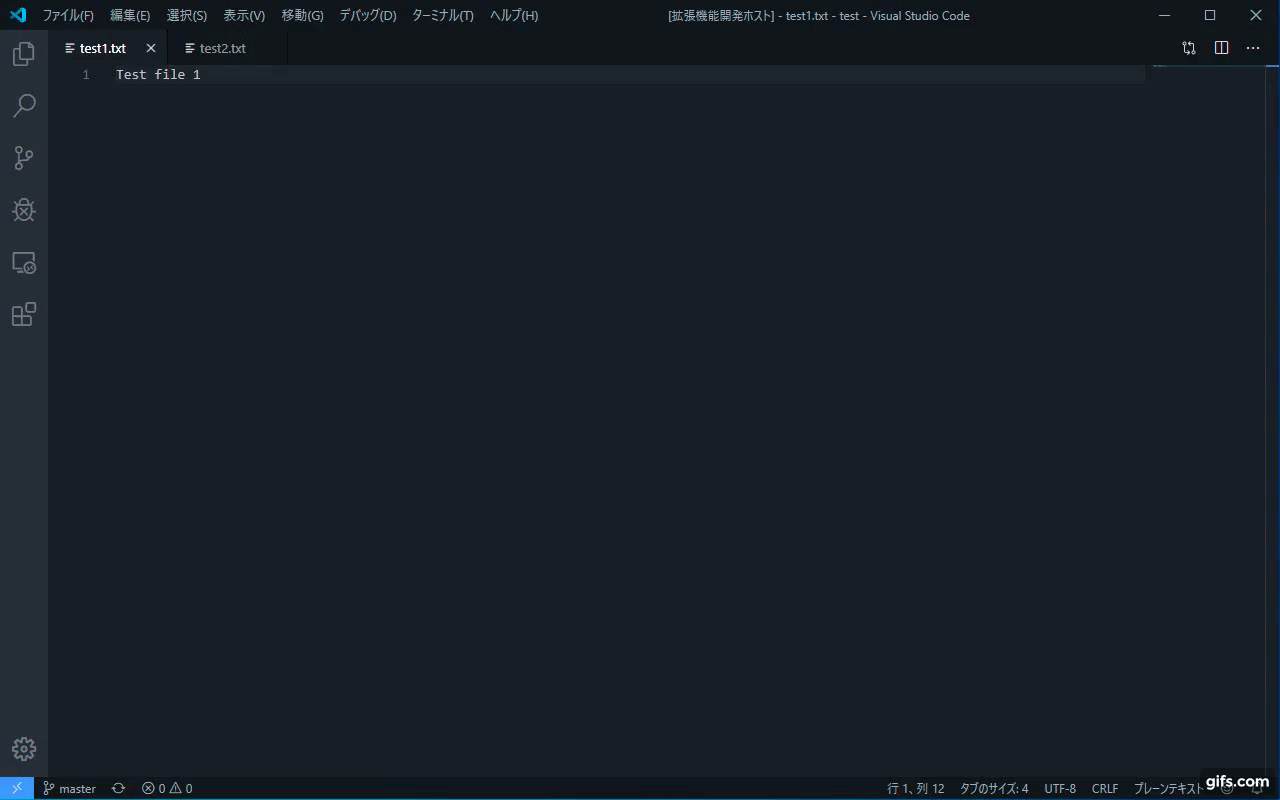 ファイル(F) 編集(E) 選択(S) 表示(V) 移動(G) デバッグ(D) ターミナル(T) ヘルプ(H) [拡張機能開発ホスト] - test1.txt - test - Visual Studio Code
test1.txt test2.txt
1 Test file 1
master 0 0 行 1、列 12 タブのサイズ: 4 UTF-8 CRLF プレーンテキスト gifs.com